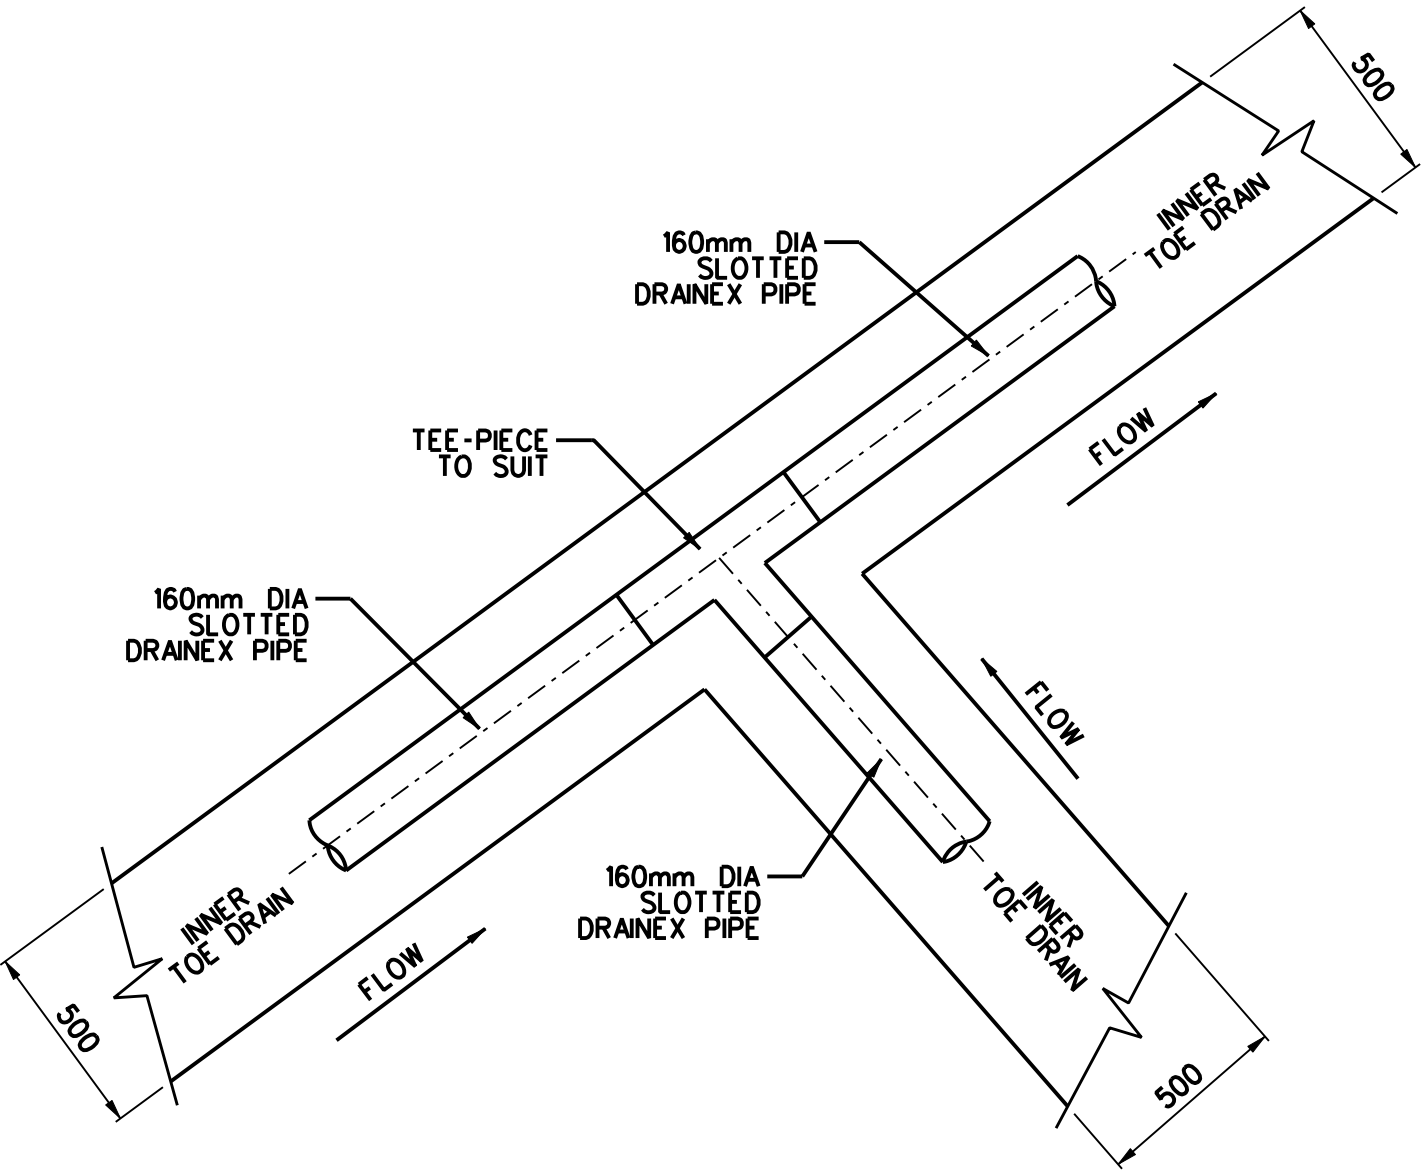 500
INNER
TOE DRAIN
160mm DIA
SLOTTED
DRAINEX PIPE
FLOW
TEE-PIECE
TO SUIT
160mm DIA
SLOTTED
DRAINEX PIPE
FLOW
160mm DIA
SLOTTED
DRAINEX PIPE
INNER
TOE DRAIN
INNER
TOE DRAIN
FLOW
500
500